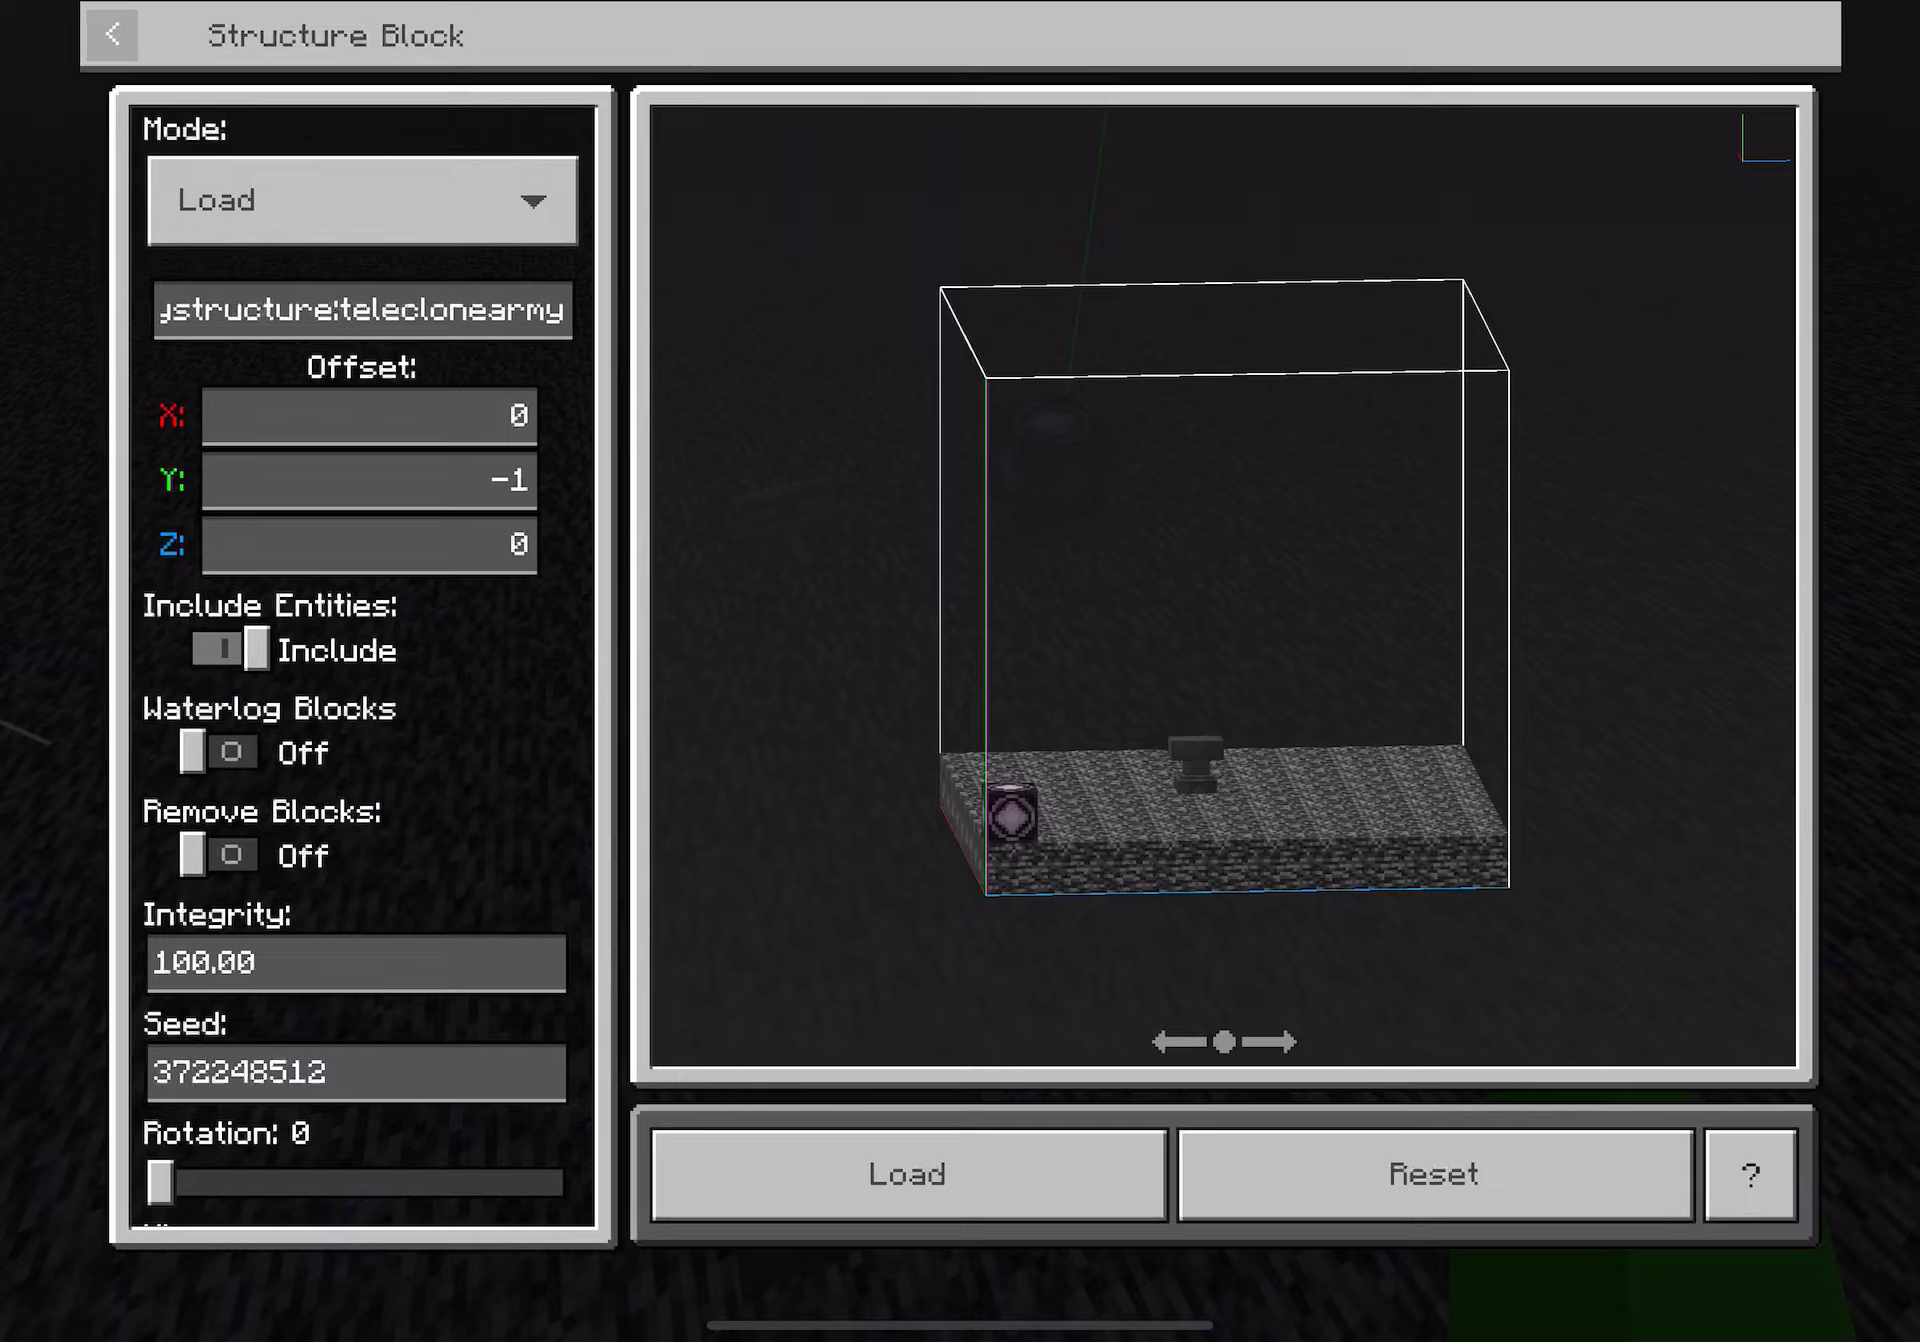 Structure Block
Mode:
Load
ystructure:teleclonearmy
Offset:
X: 0
Y: -1
Z: 0
Include Entities:
Include
Waterlog Blocks
Off
Remove Blocks:
Off
Integrity:
100.00
Seed:
372248512
Rotation: 0
Load
Reset
?